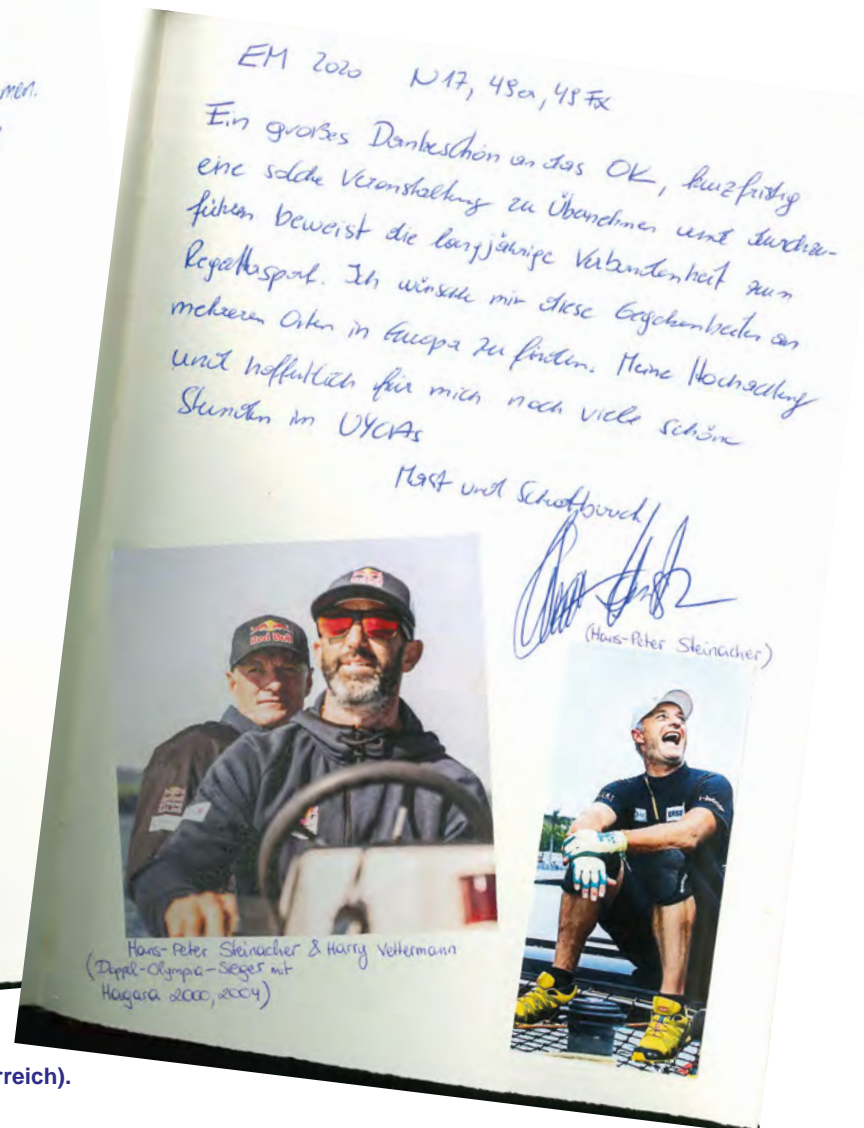 men.
EM 2020 N17, 49er, 49 FX
Ein großes Dankeschön an das OK, kurzfristig
eine solche Veranstaltung zu übernehmen und durchzu-
führen beweist die langjährige Verbundenheit zum
Regattasport. Ich wünsche mir diese Gegebenheiten an
mehreren Orten in Europa zu finden. Meine Hochachtung
und hoffentlich für mich noch viele schöne
Stunden im UYCAs
Mast und Schotbruch
(Hans-Peter Steinacher)
Red Bull
Hans-Peter Steinacher & Harry Vettermann
(Doppel-Olympia-Sieger mit
Hagara 2000, 2004)
rreich).